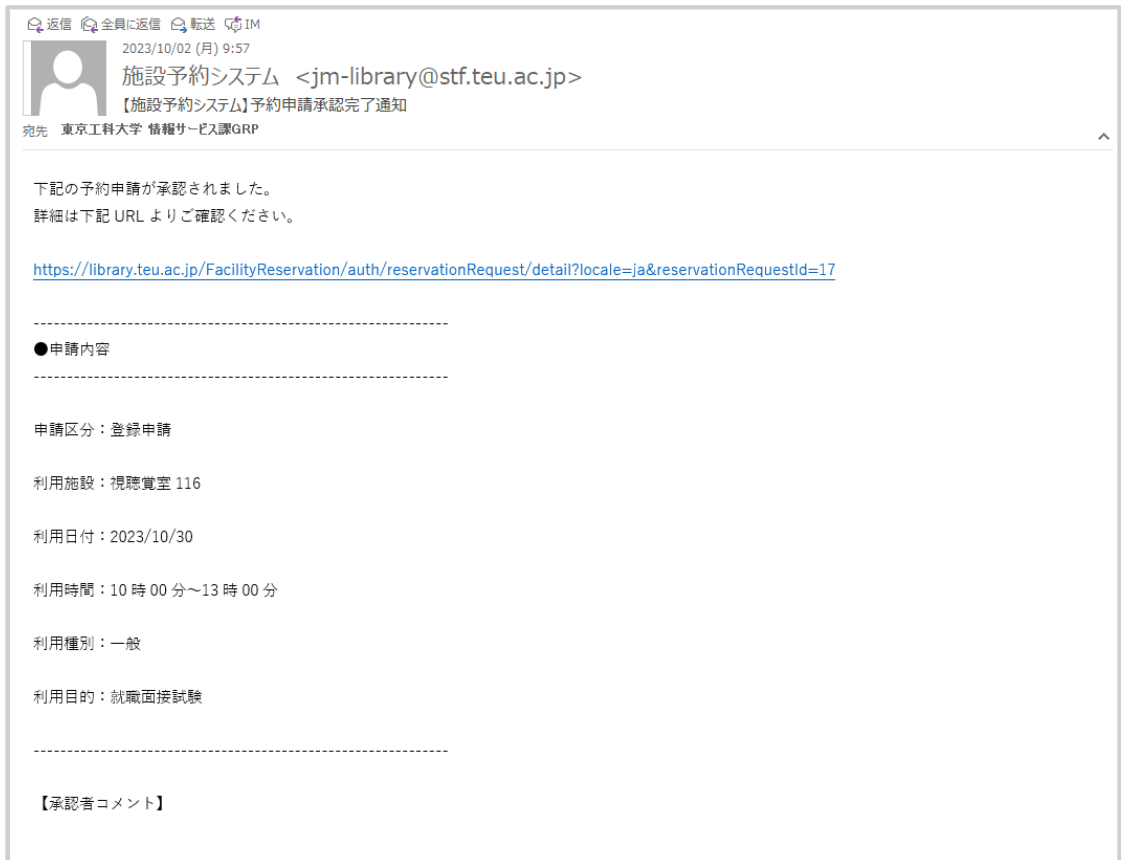 返信 全員に返信 転送 IM
2023/10/02 (月) 9:57
施設予約システム <jm-library@stf.teu.ac.jp>
【施設予約システム】予約申請承認完了通知
宛先 東京工科大学 情報サービス課GRP
下記の予約申請が承認されました。
詳細は下記 URL よりご確認ください。
https://library.teu.ac.jp/FacilityReservation/auth/reservationRequest/detail?locale=ja&reservationRequestId=17
--------------------------------------------------------------
●申請内容
--------------------------------------------------------------
申請区分：登録申請
利用施設：視聴覚室 116
利用日付：2023/10/30
利用時間：10 時 00 分～13 時 00 分
利用種別：一般
利用目的：就職面接試験
--------------------------------------------------------------
【承認者コメント】